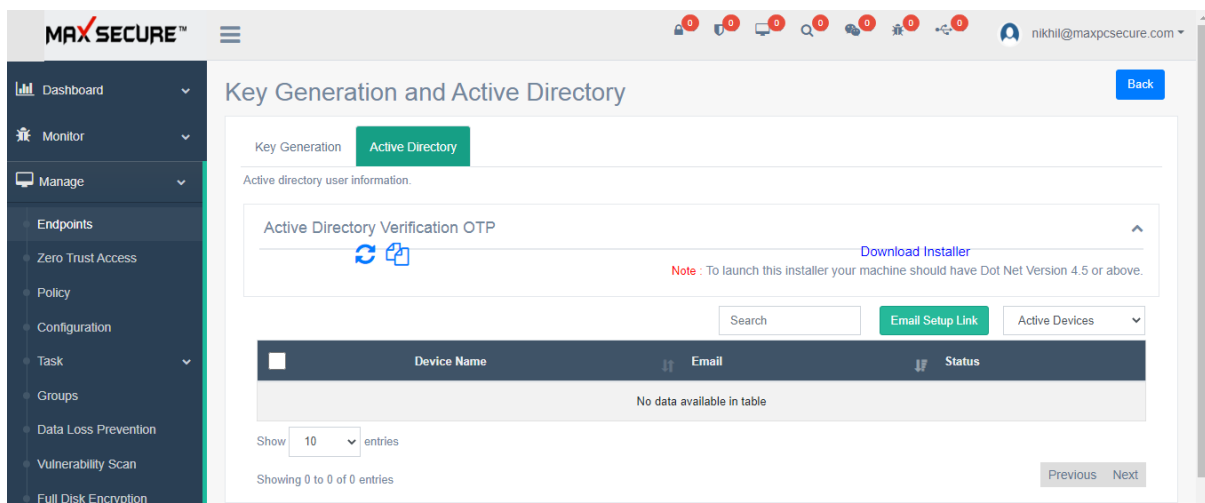 MAX SECURE™
0 0 0 0 0 0 0
nikhil@maxpcsecure.com
Dashboard
Monitor
Manage
Endpoints
Zero Trust Access
Policy
Configuration
Task
Groups
Data Loss Prevention
Vulnerability Scan
Full Disk Encryption
Key Generation and Active Directory
Back
Key Generation Active Directory
Active directory user information.
Active Directory Verification OTP
Download Installer
Note : To launch this installer your machine should have Dot Net Version 4.5 or above.
Search Email Setup Link Active Devices
Device Name Email Status
No data available in table
Show 10 entries
Showing 0 to 0 of 0 entries
Previous Next